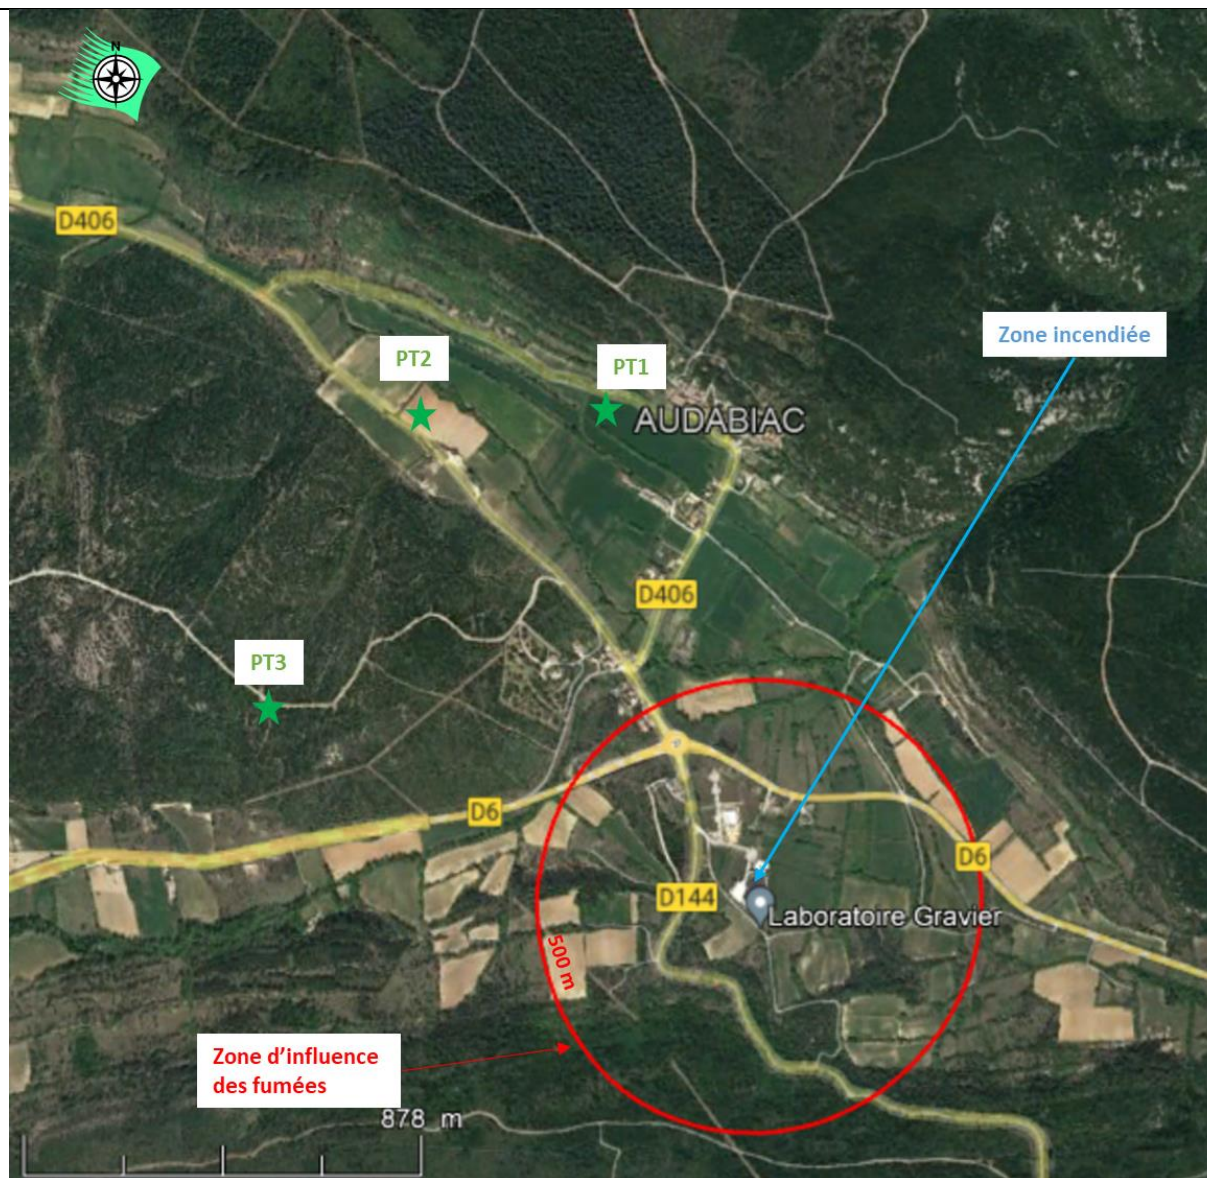 N
D406
Zone incendiée
PT2
PT1
AUDABIAC
D406
PT3
D6
D6
D144
Laboratoire Gravier
500 m
Zone d’influence
des fumées
878 m